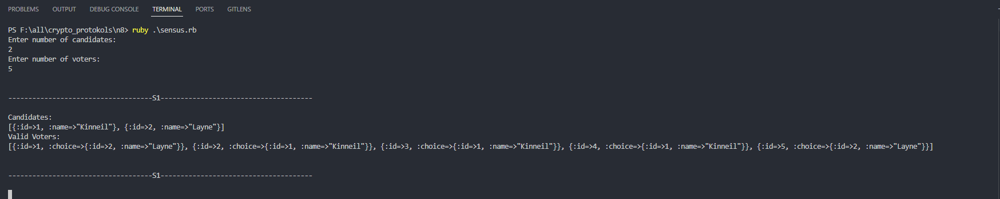 PROBLEMS OUTPUT DEBUG CONSOLE TERMINAL PORTS GITLENS
PS F:\all\crypto_protokols\n8> ruby .\sensus.rb
Enter number of candidates:
2
Enter number of voters:
5
------------------------------------S1--------------------------------------
Candidates:
[{:id=>1, :name=>"Kinneil"}, {:id=>2, :name=>"Layne"}]
Valid Voters:
[{:id=>1, :choice=>{:id=>2, :name=>"Layne"}}, {:id=>2, :choice=>{:id=>1, :name=>"Kinneil"}}, {:id=>3, :choice=>{:id=>1, :name=>"Kinneil"}}, {:id=>4, :choice=>{:id=>1, :name=>"Kinneil"}}, {:id=>5, :choice=>{:id=>2, :name=>"Layne"}}]
------------------------------------S1--------------------------------------